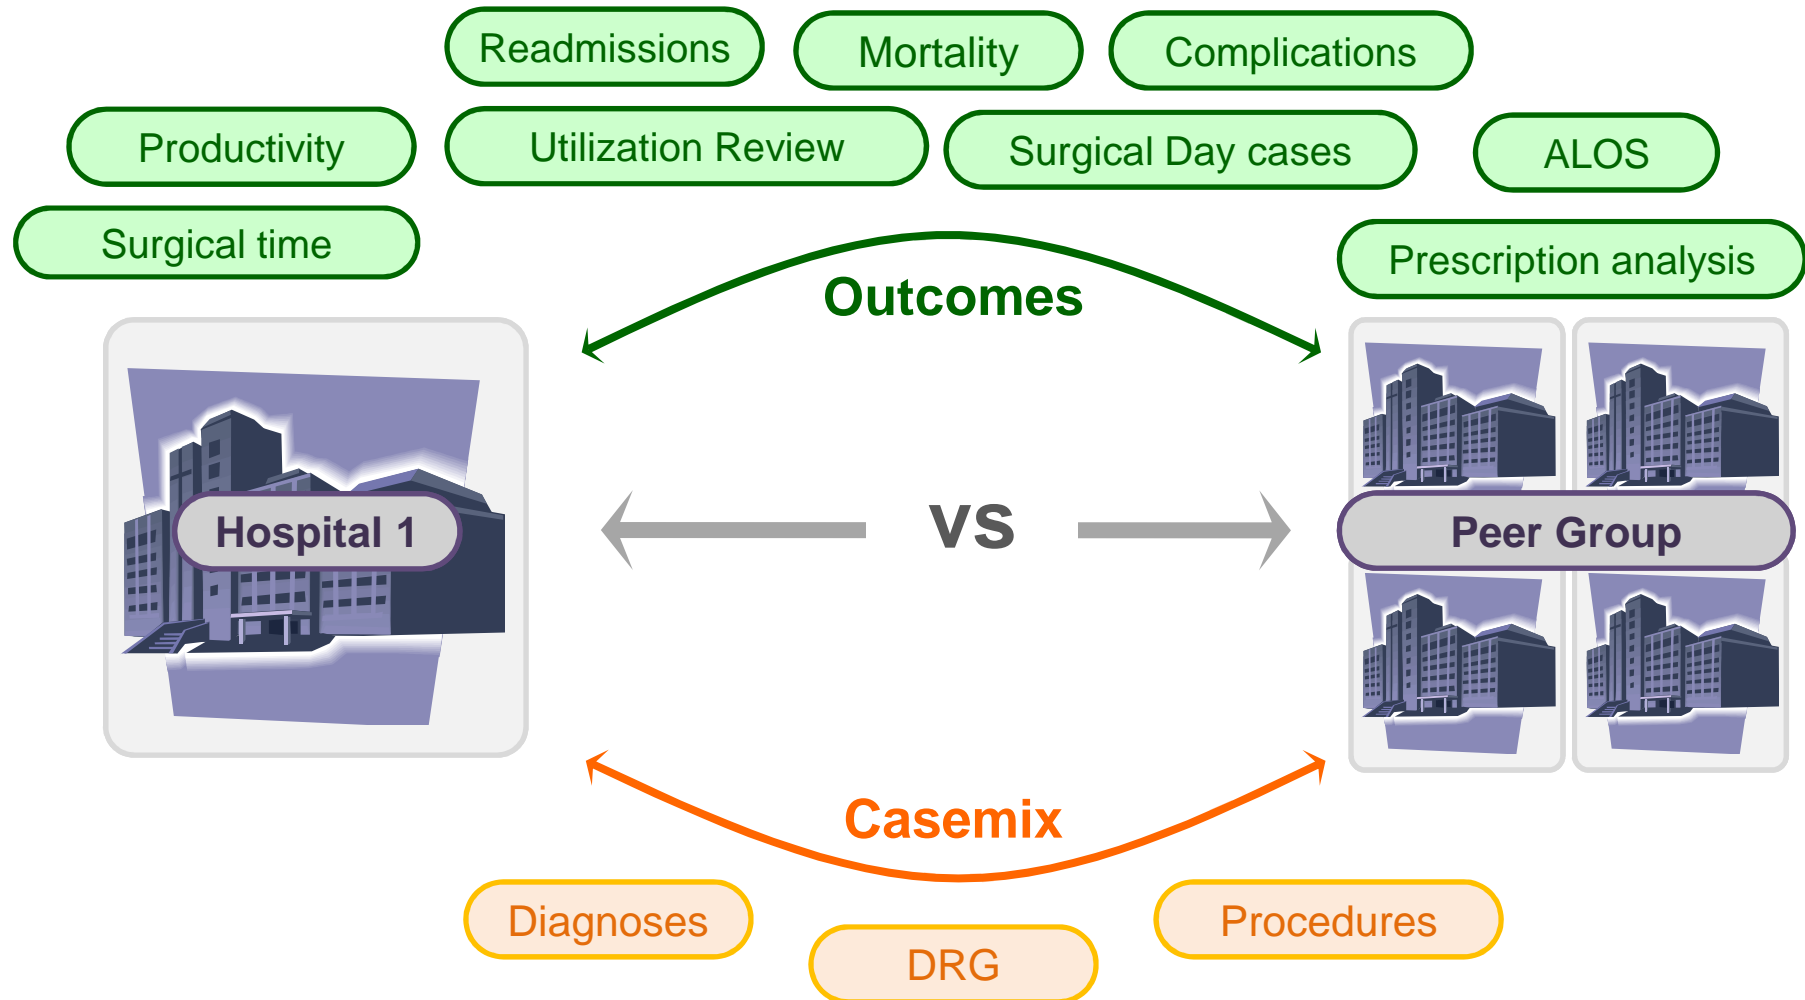 Readmissions
Mortality
Complications
Productivity
Utilization Review
Surgical Day cases
ALOS
Surgical time
Prescription analysis
Outcomes
Hospital 1
vs
Peer Group
Casemix
Diagnoses
DRG
Procedures